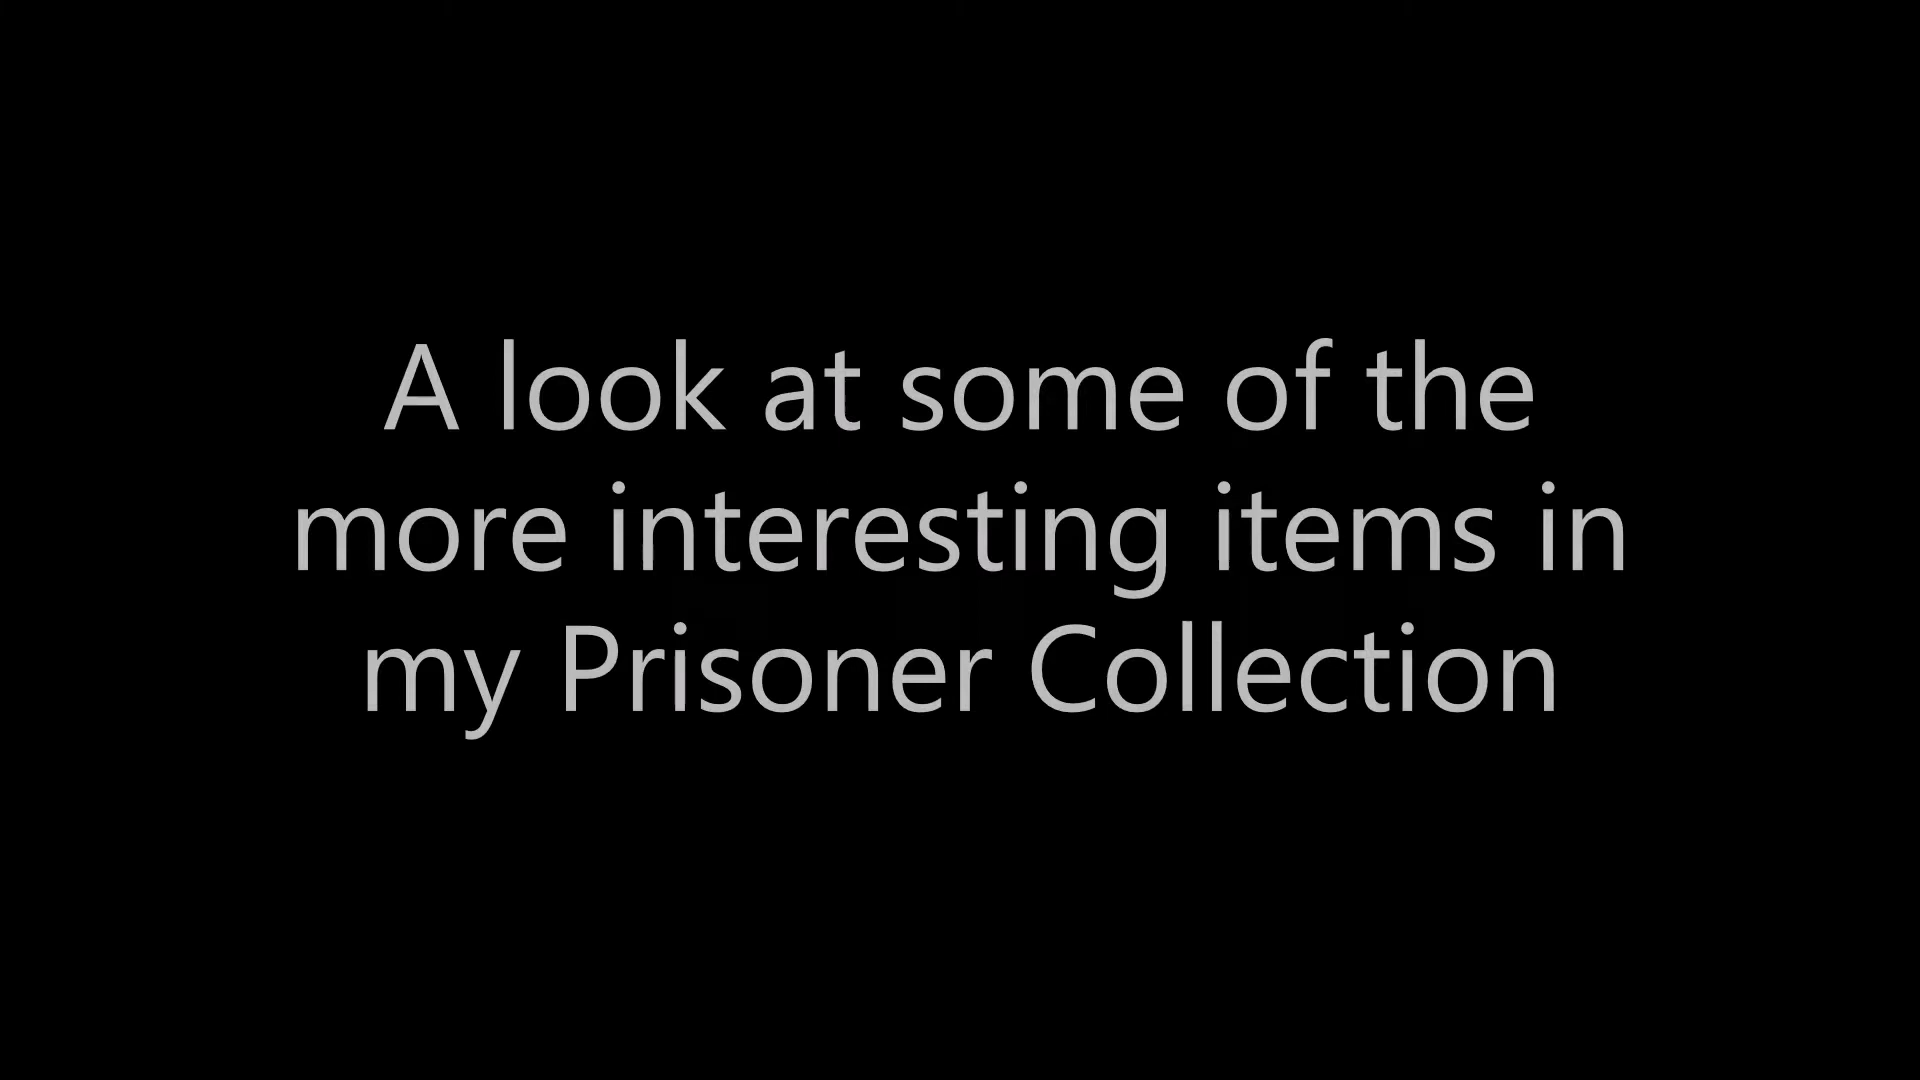 A look at some of the
more interesting items in
my Prisoner Collection